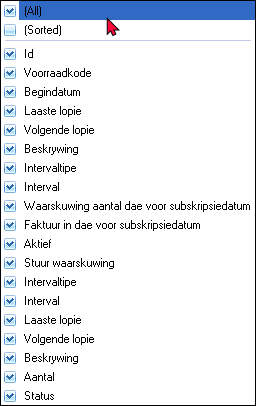 (All)
(Sorted)
Id
Voorraadkode
Begindatum
Laaste lopie
Volgende lopie
Beskrywing
Intervaltipe
Interval
Waarskuwing aantal dae voor subskripsiedatum
Faktuur in dae voor subskripsiedatum
Aktief
Stuur waarskuwing
Intervaltipe
Interval
Laaste lopie
Volgende lopie
Beskrywing
Aantal
Status